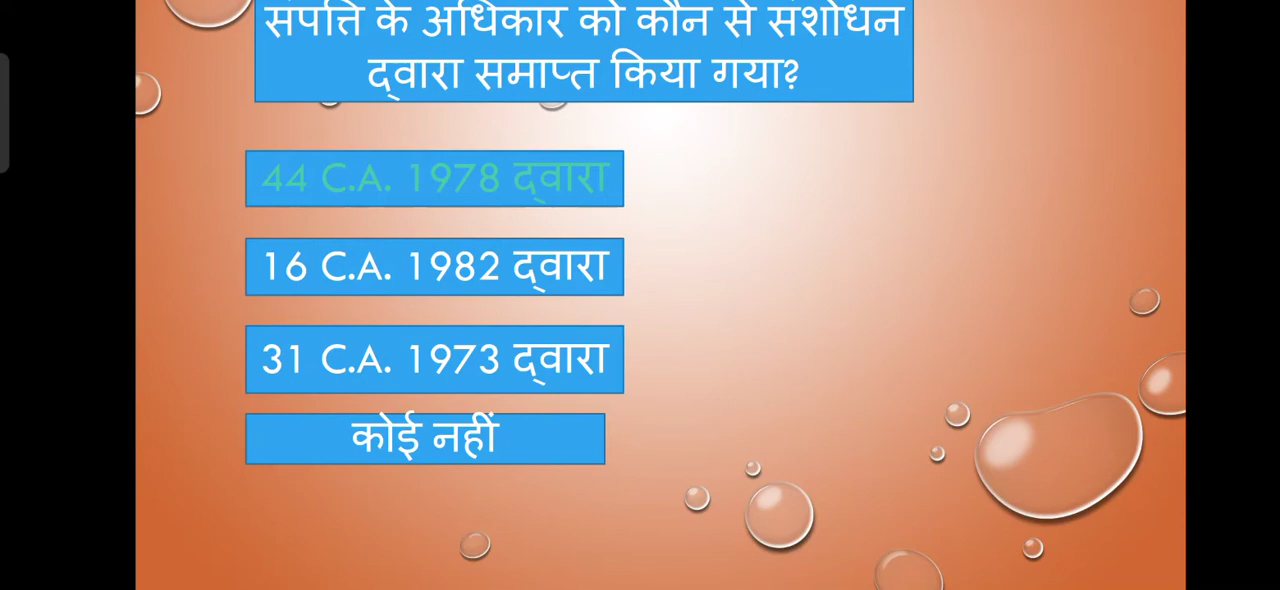 संपत्ति के अधिकार को कौन से संशोधन
द्वारा समाप्त किया गया?
44 C.A. 1978 द्वारा
16 C.A. 1982 द्वारा
31 C.A. 1973 द्वारा
कोई नहीं